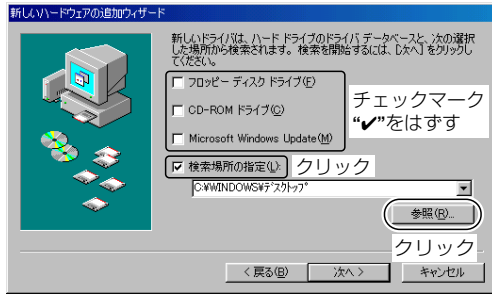 新しいハードウェアの追加ウィザード
新しいドライバは、ハード ドライブのドライバ データベースと、次の選択
した場所から検索されます。検索を開始するには、[次へ] をクリックし
てください。
フロッピー ディスク ドライブ(F)
CD-ROM ドライブ(C)
Microsoft Windows Update(M)
チェックマーク
“✔”をはずす
検索場所の指定(L): クリック
C:¥WINDOWS¥デスクトップ
参照(R)...
クリック
< 戻る(B) 次へ > キャンセル